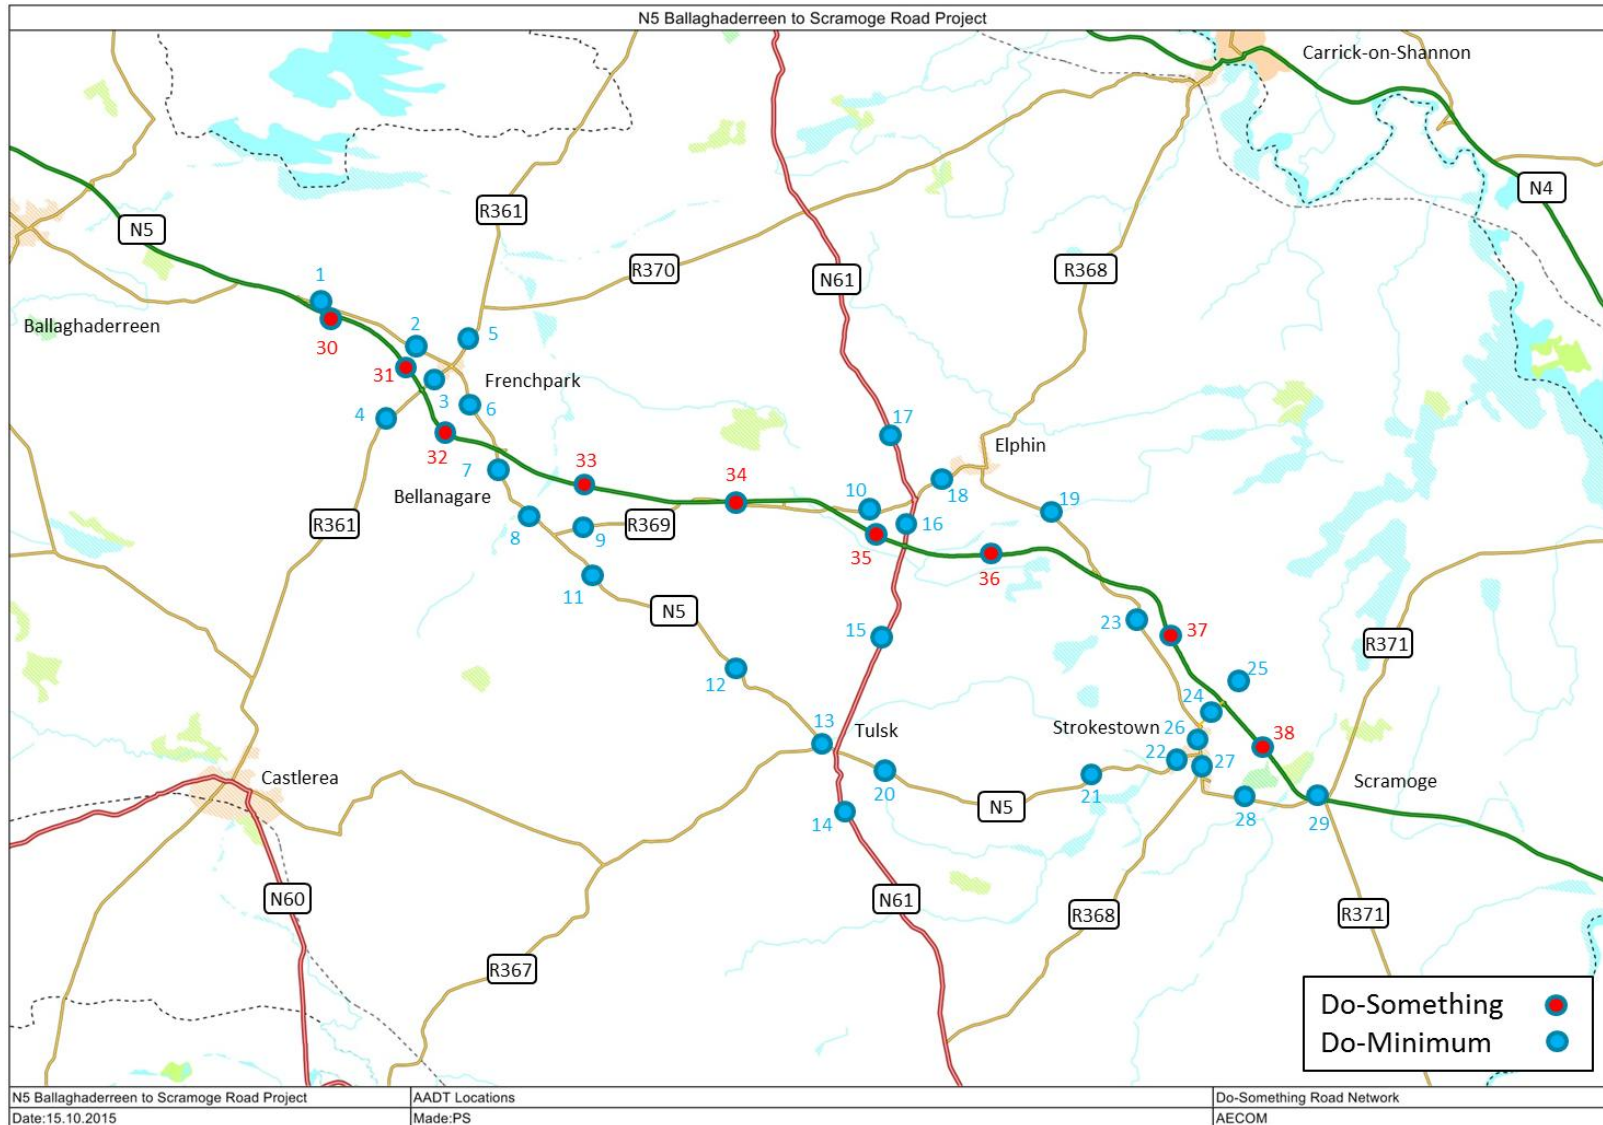 N5 Ballaghaderreen to Scramoge Road Project
Carrick-on-Shannon
N4
R361
N5
R370
N61
R368
1
Ballaghaderreen
2
5
30
31
Frenchpark
3
6
4
17
32
Elphin
33
7
34
18
Bellanagare
10
19
R361
R369
16
8
9
35
36
11
N5
23
37
15
R371
25
12
24
13
Tulsk
Strokestown
26
38
22
27
Castlerea
Scramoge
20
21
N5
28
29
14
N60
N61
R368
R371
R367
Do-Something
Do-Minimum
N5 Ballaghaderreen to Scramoge Road Project
AADT Locations
Do-Something Road Network
Date:15.10.2015
Made:PS
AECOM